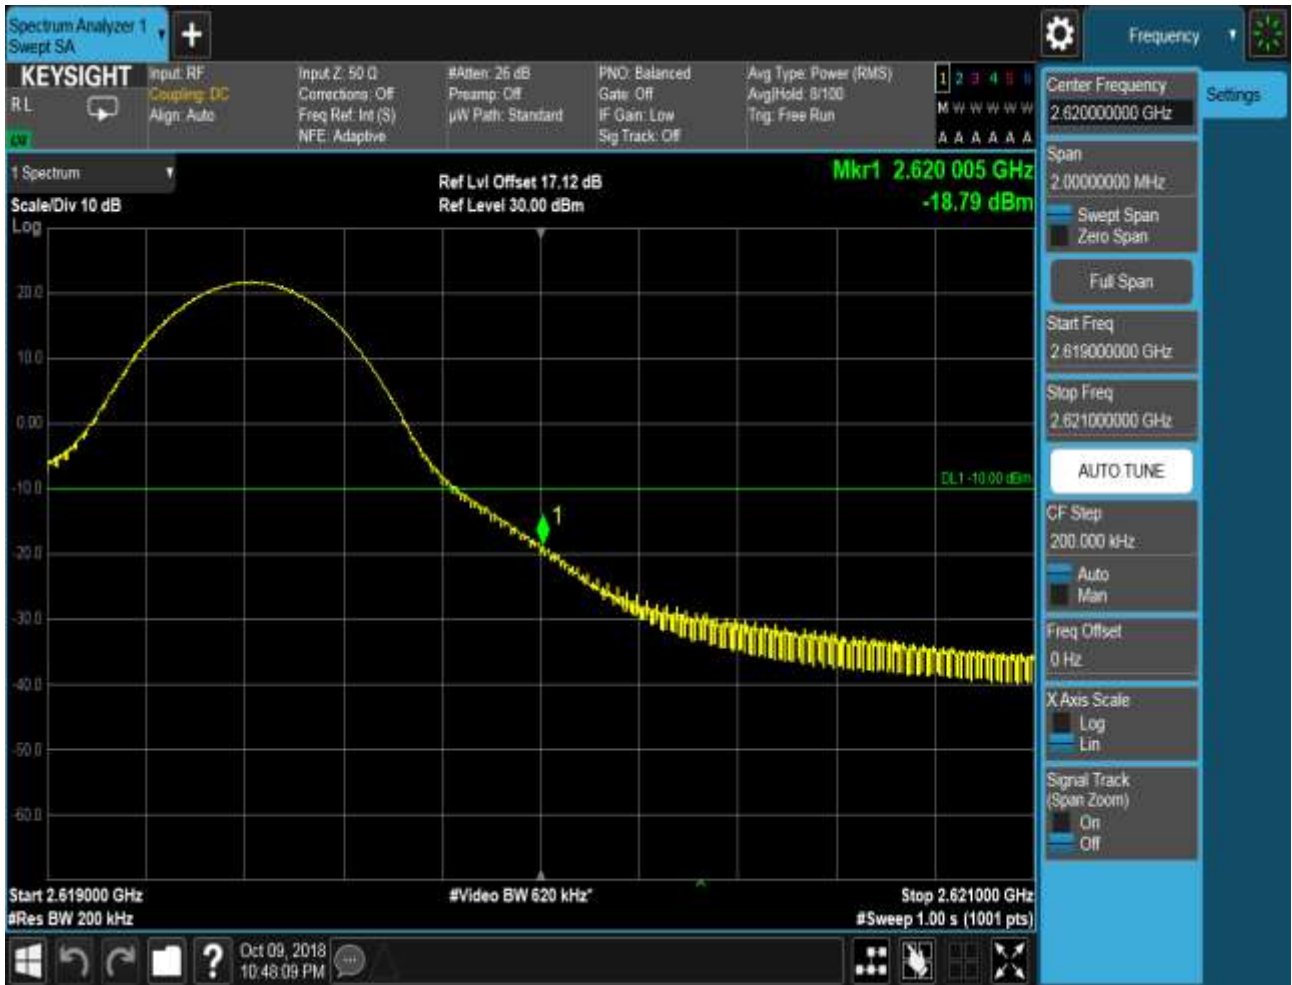 Spectrum Analyzer 1
Swept SA
+
Frequency
KEYSIGHT
RL
Input: RF
Coupling: DC
Align: Auto
Input Z: 50 Ω
Corrections: Off
Freq Ref: Int (S)
NFE: Adaptive
#Atten: 26 dB
Preamp: Off
µW Path: Standard
PNO: Balanced
Gate: Off
IF Gain: Low
Sig Track: Off
Avg Type: Power (RMS)
Avg|Hold: 8/100
Trig: Free Run
1 2 3 4 5 6
M W W W W W
A A A A A A
1 Spectrum
Scale/Div 10 dB
Log
Ref Lvl Offset 17.12 dB
Ref Level 30.00 dBm
Mkr1 2.620 005 GHz
-18.79 dBm
20.0
10.0
0.00
-10.0
-20.0
-30.0
-40.0
-50.0
-60.0
DL1 -10.00 dBm
1
Start 2.619000 GHz
#Res BW 200 kHz
#Video BW 620 kHz*
Stop 2.621000 GHz
#Sweep 1.00 s (1001 pts)
Center Frequency
2.620000000 GHz
Settings
Span
2.00000000 MHz
Swept Span
Zero Span
Full Span
Start Freq
2.619000000 GHz
Stop Freq
2.621000000 GHz
AUTO TUNE
CF Step
200.000 kHz
Auto
Man
Freq Offset
0 Hz
X Axis Scale
Log
Lin
Signal Track
(Span Zoom)
On
Off
?
Oct 09, 2018
10:48:09 PM